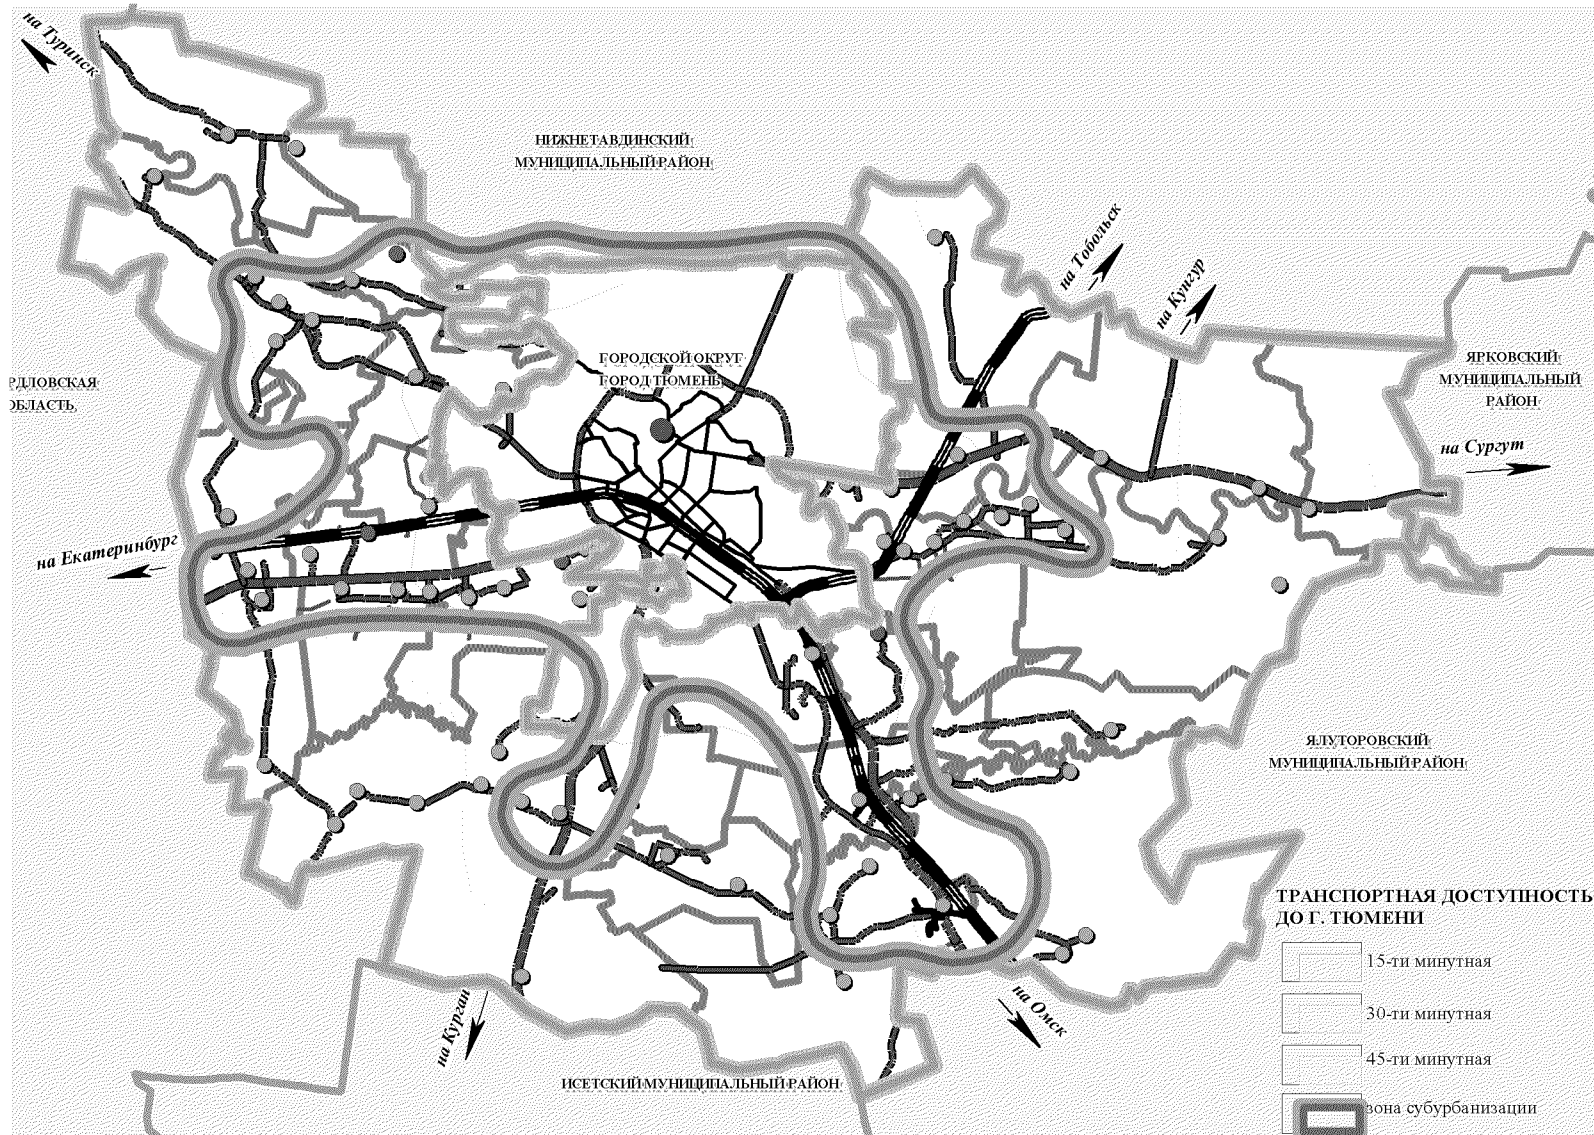 на Туринск
НИЖНЕТАВДИНСКИЙ
МУНИЦИПАЛЬНЫЙ РАЙОН
на Тобольск
на Кунгур
ГОРОДСКОЙ ОКРУГ
ГОРОД ТЮМЕНЬ
ЯРКОВСКИЙ
МУНИЦИПАЛЬНЫЙ
РАЙОН
РДЛОВСКАЯ
ОБЛАСТЬ
на Сургут
на Екатеринбург
ЯЛУТОРОВСКИЙ
МУНИЦИПАЛЬНЫЙ РАЙОН
на Курган
на Омск
ИСЕТСКИЙ МУНИЦИПАЛЬНЫЙ РАЙОН
ТРАНСПОРТНАЯ ДОСТУПНОСТЬ
ДО Г. ТЮМЕНИ
15-ти минутная
30-ти минутная
45-ти минутная
зона субурбанизации